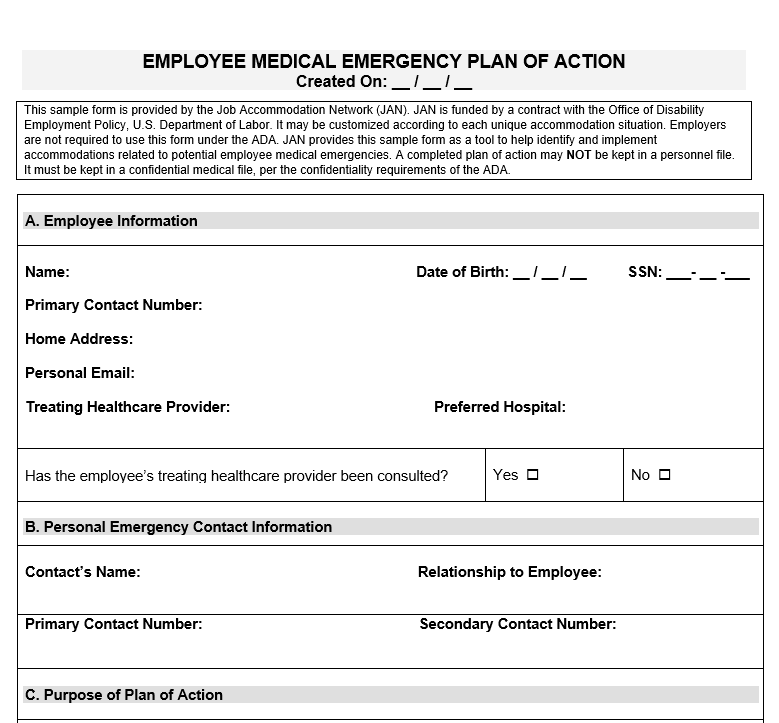 EMPLOYEE MEDICAL EMERGENCY PLAN OF ACTION
Created On: __ / __ / __
This sample form is provided by the Job Accommodation Network (JAN). JAN is funded by a contract with the Office of Disability
Employment Policy, U.S. Department of Labor. It may be customized according to each unique accommodation situation. Employers
are not required to use this form under the ADA. JAN provides this sample form as a tool to help identify and implement
accommodations related to potential employee medical emergencies. A completed plan of action may NOT be kept in a personnel file.
It must be kept in a confidential medical file, per the confidentiality requirements of the ADA.
A. Employee Information
Name: Date of Birth: __ / __ / __ SSN: ___- __ -___
Primary Contact Number:
Home Address:
Personal Email:
Treating Healthcare Provider: Preferred Hospital:
Has the employee's treating healthcare provider been consulted? Yes ☐ No ☐
B. Personal Emergency Contact Information
Contact's Name: Relationship to Employee:
Primary Contact Number: Secondary Contact Number:
C. Purpose of Plan of Action